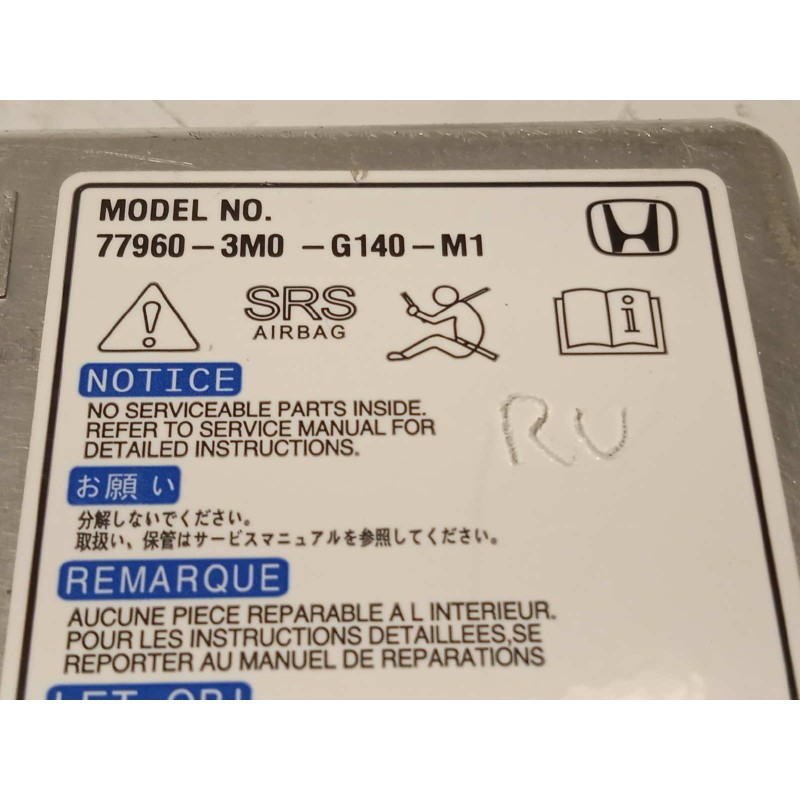 MODEL NO.
77960-3M0 -G140-M1
SRS
AIRBAG
i
NOTICE
NO SERVICEABLE PARTS INSIDE.
REFER TO SERVICE MANUAL FOR
DETAILED INSTRUCTIONS.
RU
お願い
分解しないでください。
取扱い、保管はサービスマニュアルを参照してください。
REMARQUE
AUCUNE PIECE REPARABLE A L INTERIEUR.
POUR LES INSTRUCTIONS DETAILLEES,SE
REPORTER AU MANUEL DE REPARATIONS
LET OP!